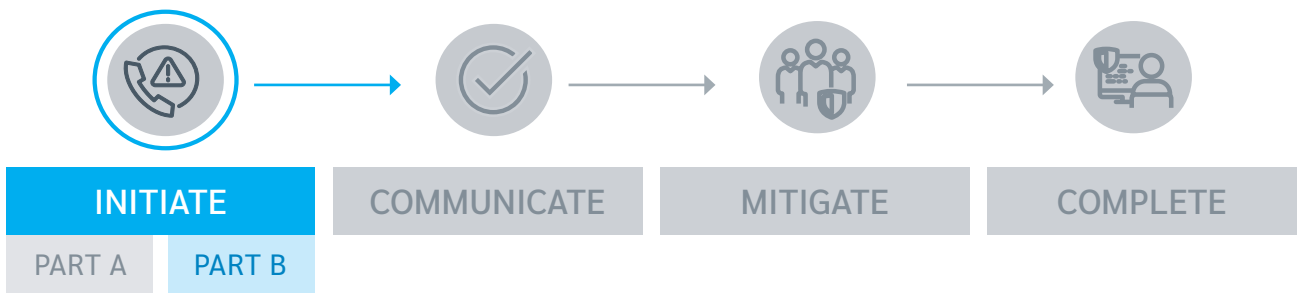 INITIATE COMMUNICATE MITIGATE COMPLETE
PART A PART B